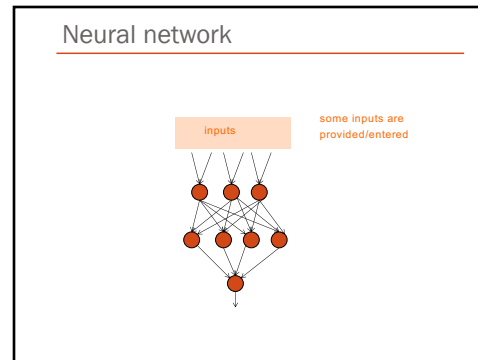 Neural network
inputs
some inputs are
provided/entered